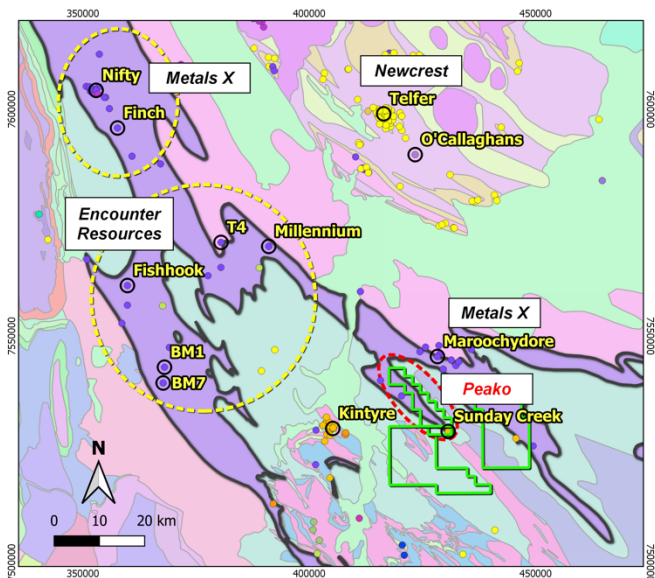 350000
400000
450000
Metals X
Newcrest
Nifty
Telfer
7600000
7600000
Finch
O'Callaghans
Encounter
Resources
T4
Millennium
Fishhook
Metals X
7550000
7550000
Maroochydore
BM1
Peako
BM7
Kintyre
Sunday Creek
N
0 10 20 km
7500000
7500000
350000
400000
450000